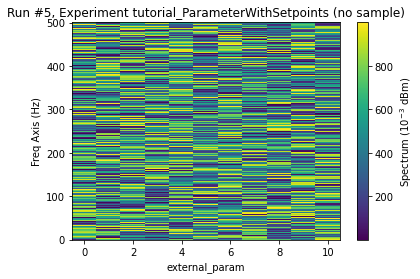 Run #5, Experiment tutorial_ParameterWithSetpoints (no sample)
500
400
300
200
100
0
Freq Axis (Hz)
0 2 4 6 8 10
external_param
800
600
400
200
Spectrum (10⁻³ dBm)